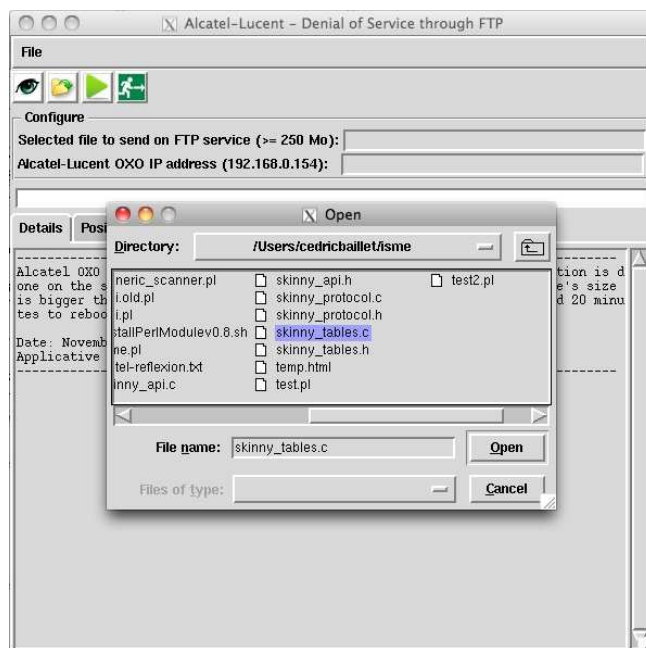 Alcatel-Lucent - Denial of Service through FTP
File
Configure
Selected file to send on FTP service (>= 250 Mo):
Alcatel-Lucent OXO IP address (192.168.0.154):
Details Posi
Alcatel OXO tion is d
one on the s e's size
is bigger th d 20 minu
tes to reboo
Date: Novemb
Applicative
Open
Directory: /Users/cedricbaillet/isme
neric_scanner.pl skinny_api.h test2.pl
i.old.pl skinny_protocol.c
i.pl skinny_protocol.h
stallPerlModulev0.8.sh skinny_tables.c
ne.pl skinny_tables.h
tel-reflexion.txt temp.html
inny_api.c test.pl
File name: skinny_tables.c Open
Files of type: Cancel